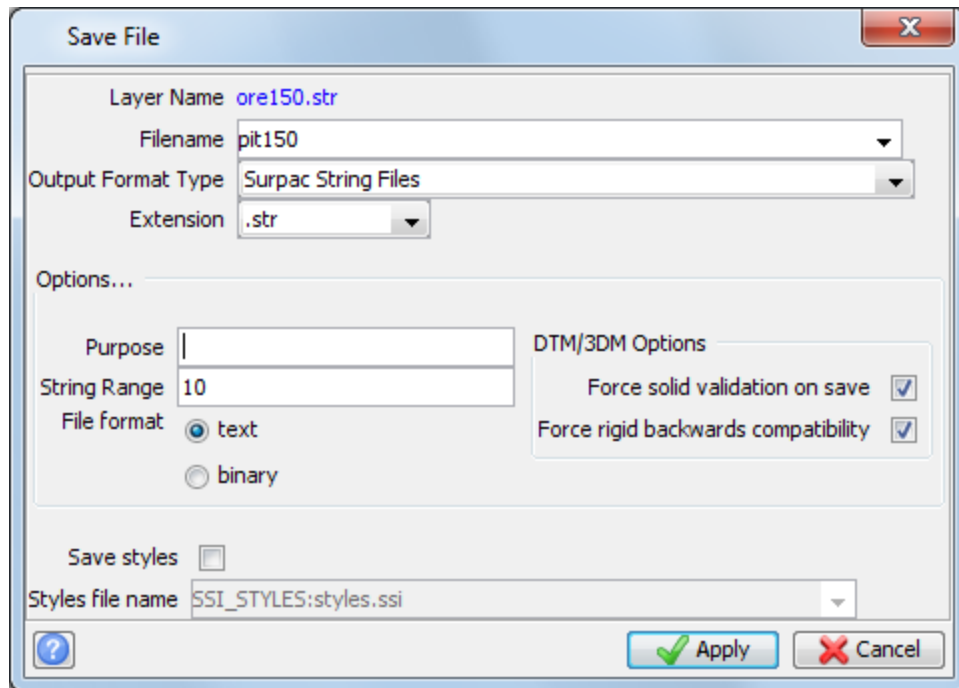 Save File
Layer Name ore150.str
Filename pit150
Output Format Type Surpac String Files
Extension .str
Options...
Purpose
DTM/3DM Options
String Range 10
Force solid validation on save
File format text
Force rigid backwards compatibility
binary
Save styles
Styles file name SSI_STYLES:styles.ssi
? Apply Cancel